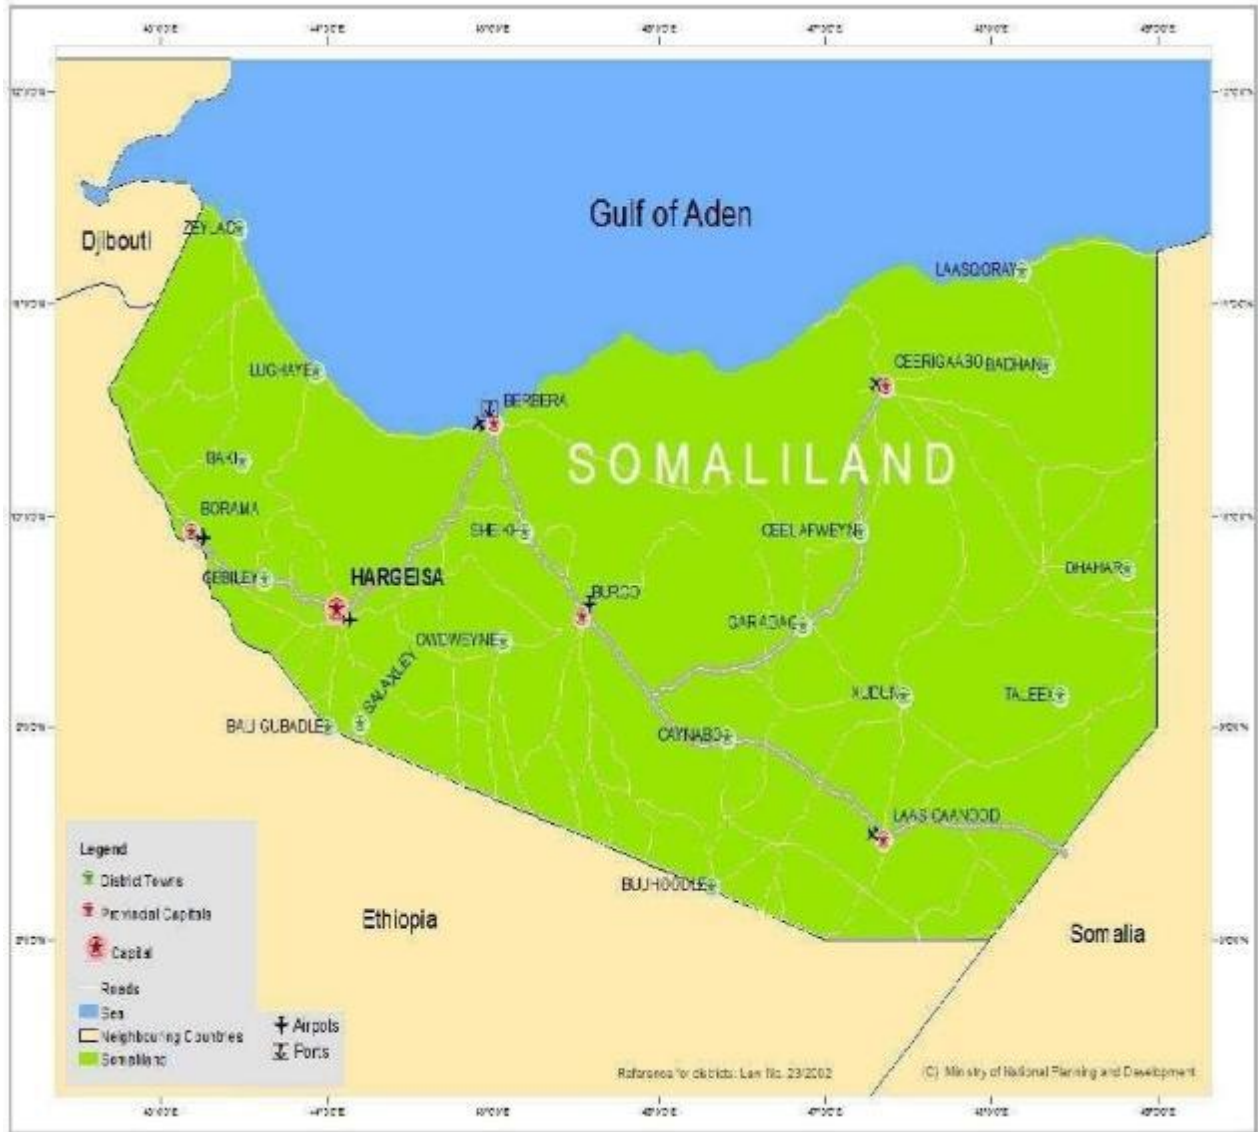 Gulf of Aden
Djibouti
ZEYLAC
LAASQORAY
LUGHAYE
CEERIGAABO
BADHAN
BERBERA
SOMALILAND
BAKI
BORAMA
SHEIKH
CEELAFWEYN
GEBILEY
HARGEISA
DHAHAR
BURCO
OWDWEYNE
GARADAG
SALAXLEY
XUDUN
TALEEX
BALI GUBADLE
CAYNABO
LAAS CAANOOD
BUUHOODLE
Ethiopia
Somalia
Legend
District Towns
Provincial Capitals
Capital
Roads
Sea
Neighbouring Countries
Somaliland
Airpots
Ports
Reference for districts: Law No. 23/2002
(C) Ministry of National Planning and Development